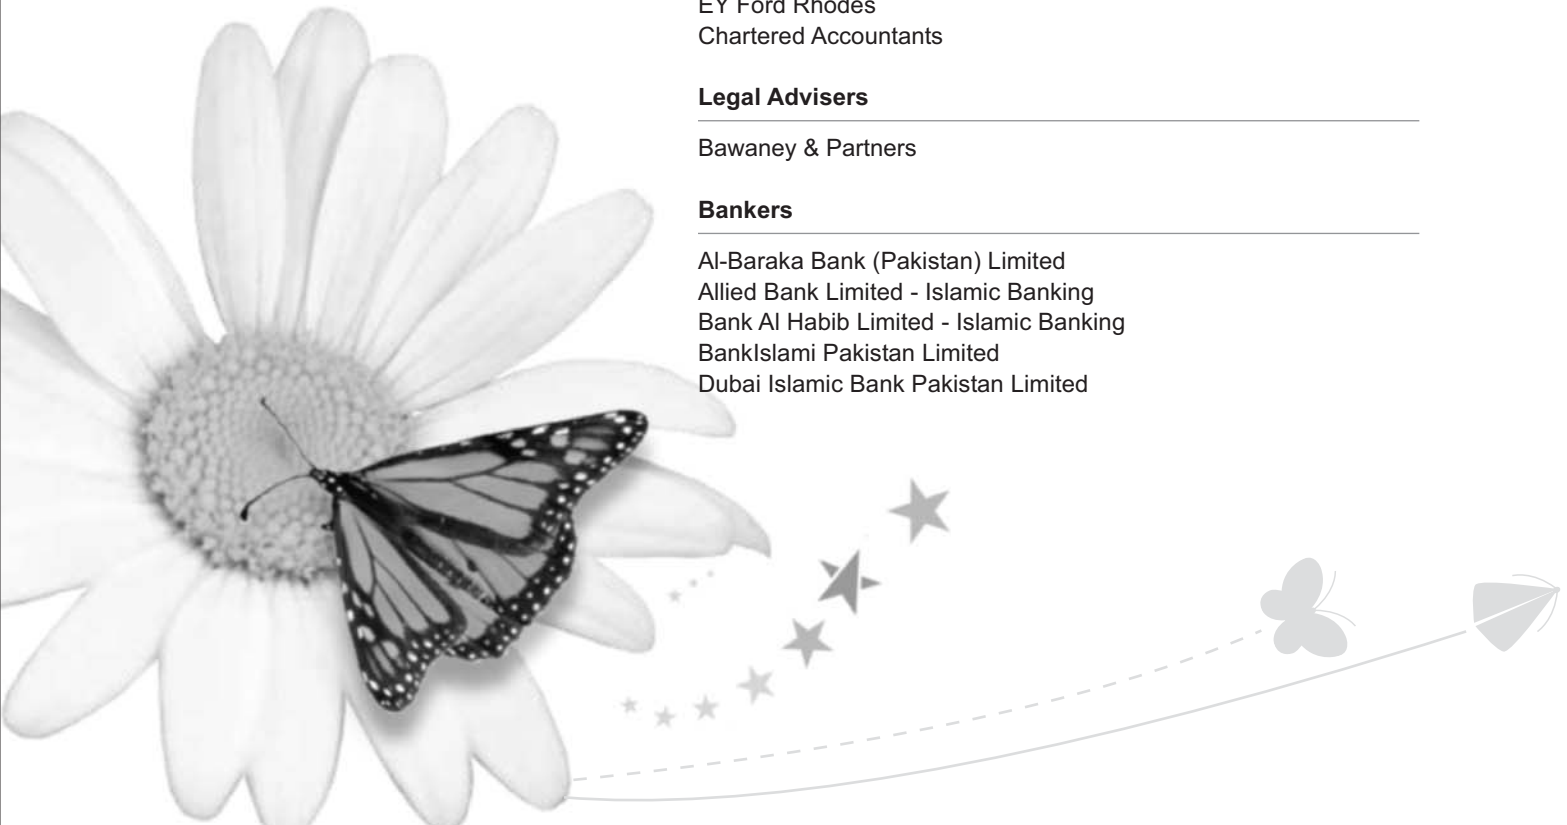 EY Ford Rhodes
Chartered Accountants
Legal Advisers
Bawaney & Partners
Bankers
Al-Baraka Bank (Pakistan) Limited
Allied Bank Limited - Islamic Banking
Bank Al Habib Limited - Islamic Banking
BankIslami Pakistan Limited
Dubai Islamic Bank Pakistan Limited